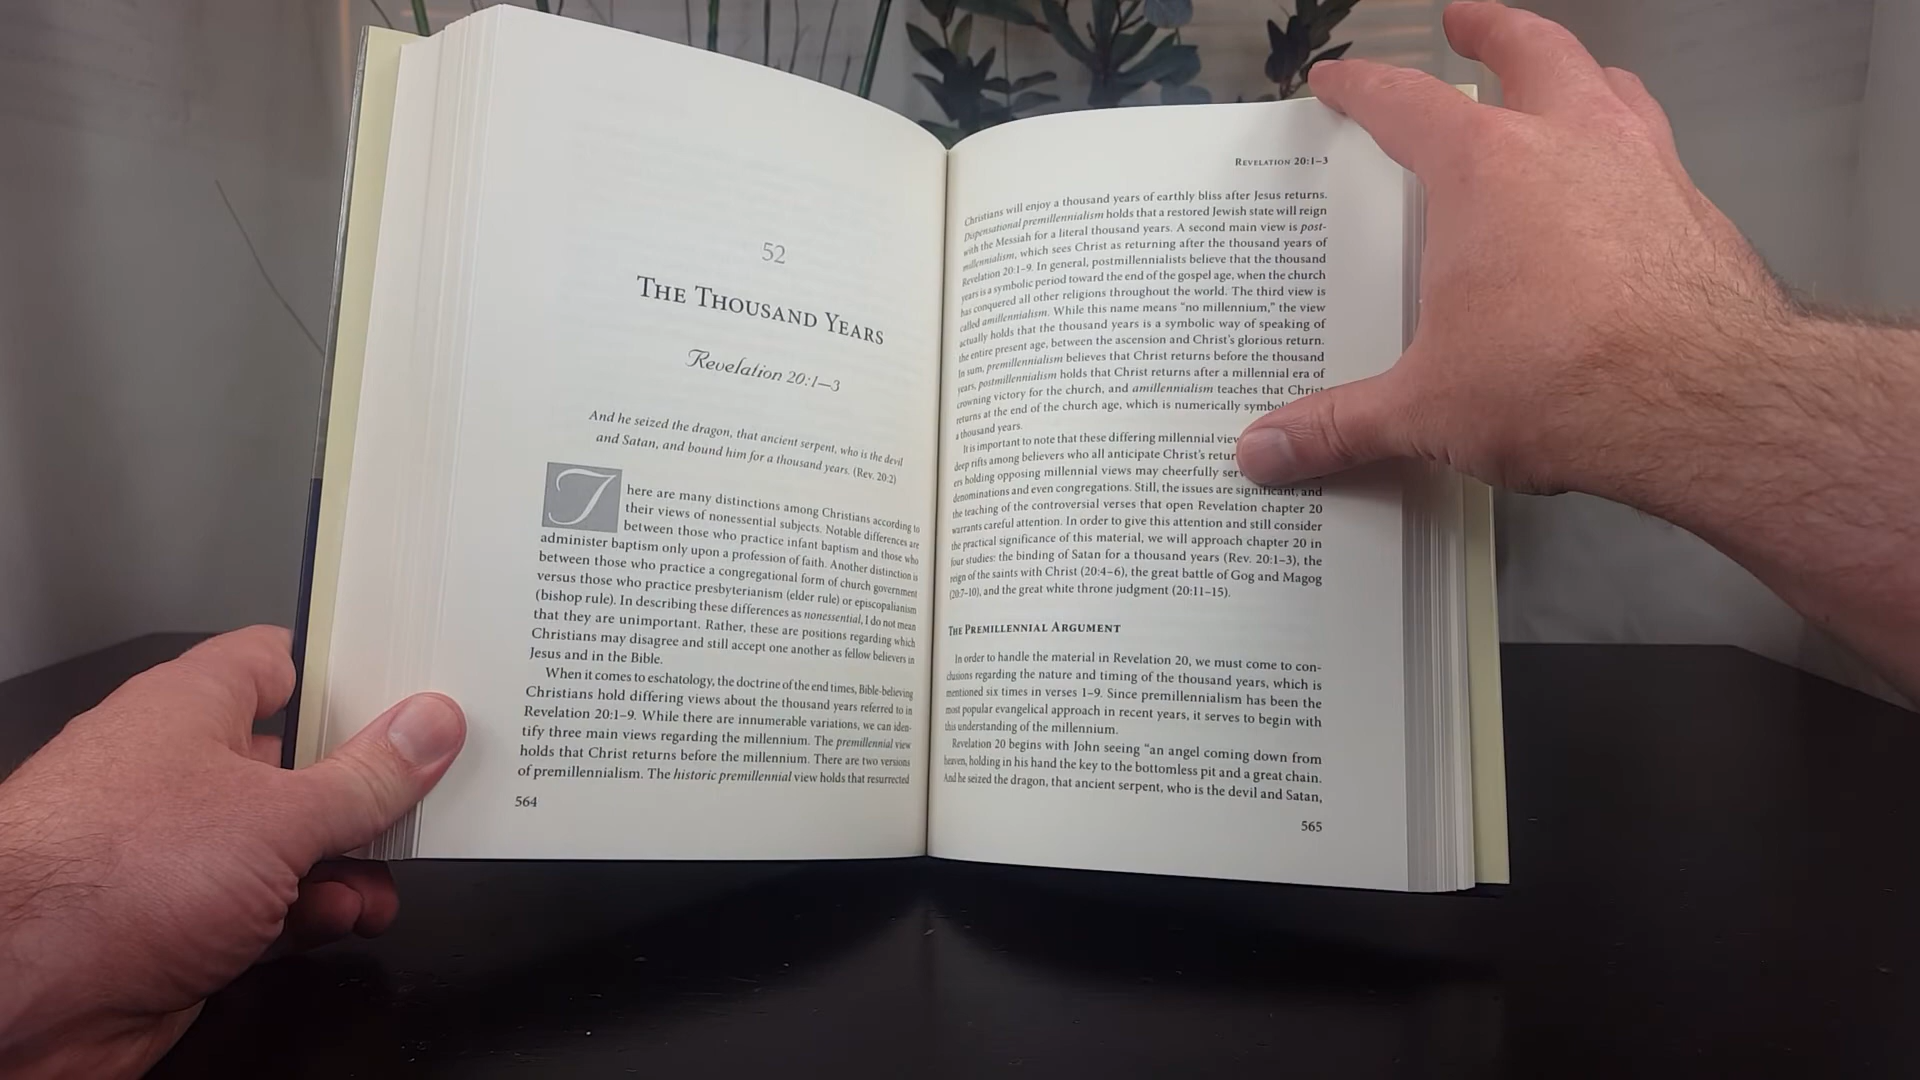 52
The Thousand Years
Revelation 20:1—3
And he seized the dragon, that ancient serpent, who is the devil
and Satan, and bound him for a thousand years. (Rev. 20:2)
There are many distinctions among Christians according to
their views of nonessential subjects. Notable differences are
between those who practice infant baptism and those who
administer baptism only upon a profession of faith. Another distinction is
between those who practice a congregational form of church government
versus those who practice presbyterianism (elder rule) or episcopalianism
(bishop rule). In describing these differences as nonessential, I do not mean
that they are unimportant. Rather, these are positions regarding which
Christians may disagree and still accept one another as fellow believers in
Jesus and in the Bible.
When it comes to eschatology, the doctrine of the end times, Bible-believing
Christians hold differing views about the thousand years referred to in
Revelation 20:1–9. While there are innumerable variations, we can iden-
tify three main views regarding the millennium. The premillennial view
holds that Christ returns before the millennium. There are two versions
of premillennialism. The historic premillennial view holds that resurrected
564
Revelation 20:1–3
Christians will enjoy a thousand years of earthly bliss after Jesus returns.
Dispensational premillennialism holds that a restored Jewish state will reign
with the Messiah for a literal thousand years. A second main view is post-
millennialism, which sees Christ as returning after the thousand years of
Revelation 20:1–9. In general, postmillennialists believe that the thousand
years is a symbolic period toward the end of the gospel age, when the church
has conquered all other religions throughout the world. The third view is
called amillennialism. While this name means “no millennium,” the view
actually holds that the thousand years is a symbolic way of speaking of
the entire present age, between the ascension and Christ's glorious return.
In sum, premillennialism believes that Christ returns before the thousand
years, postmillennialism holds that Christ returns after a millennial era of
crowning victory for the church, and amillennialism teaches that Christ
returns at the end of the church age, which is numerically
a thousand years.
It is important to note that these differing millennial
deep rifts among believers who all anticipate Christ's
ers holding opposing millennial views may cheerfully
denominations and even congregations. Still, the issues are significant, and
the teaching of the controversial verses that open Revelation chapter 20
warrants careful attention. In order to give this attention and still consider
the practical significance of this material, we will approach chapter 20 in
four studies: the binding of Satan for a thousand years (Rev. 20:1–3), the
reign of the saints with Christ (20:4–6), the great battle of Gog and Magog
(20:7–10), and the great white throne judgment (20:11–15).
The Premillennial Argument
In order to handle the material in Revelation 20, we must come to con-
clusions regarding the nature and timing of the thousand years, which is
mentioned six times in verses 1–9. Since premillennialism has been the
most popular evangelical approach in recent years, it serves to begin with
this understanding of the millennium.
Revelation 20 begins with John seeing “an angel coming down from
heaven, holding in his hand the key to the bottomless pit and a great chain.
And he seized the dragon, that ancient serpent, who is the devil and Satan,
565